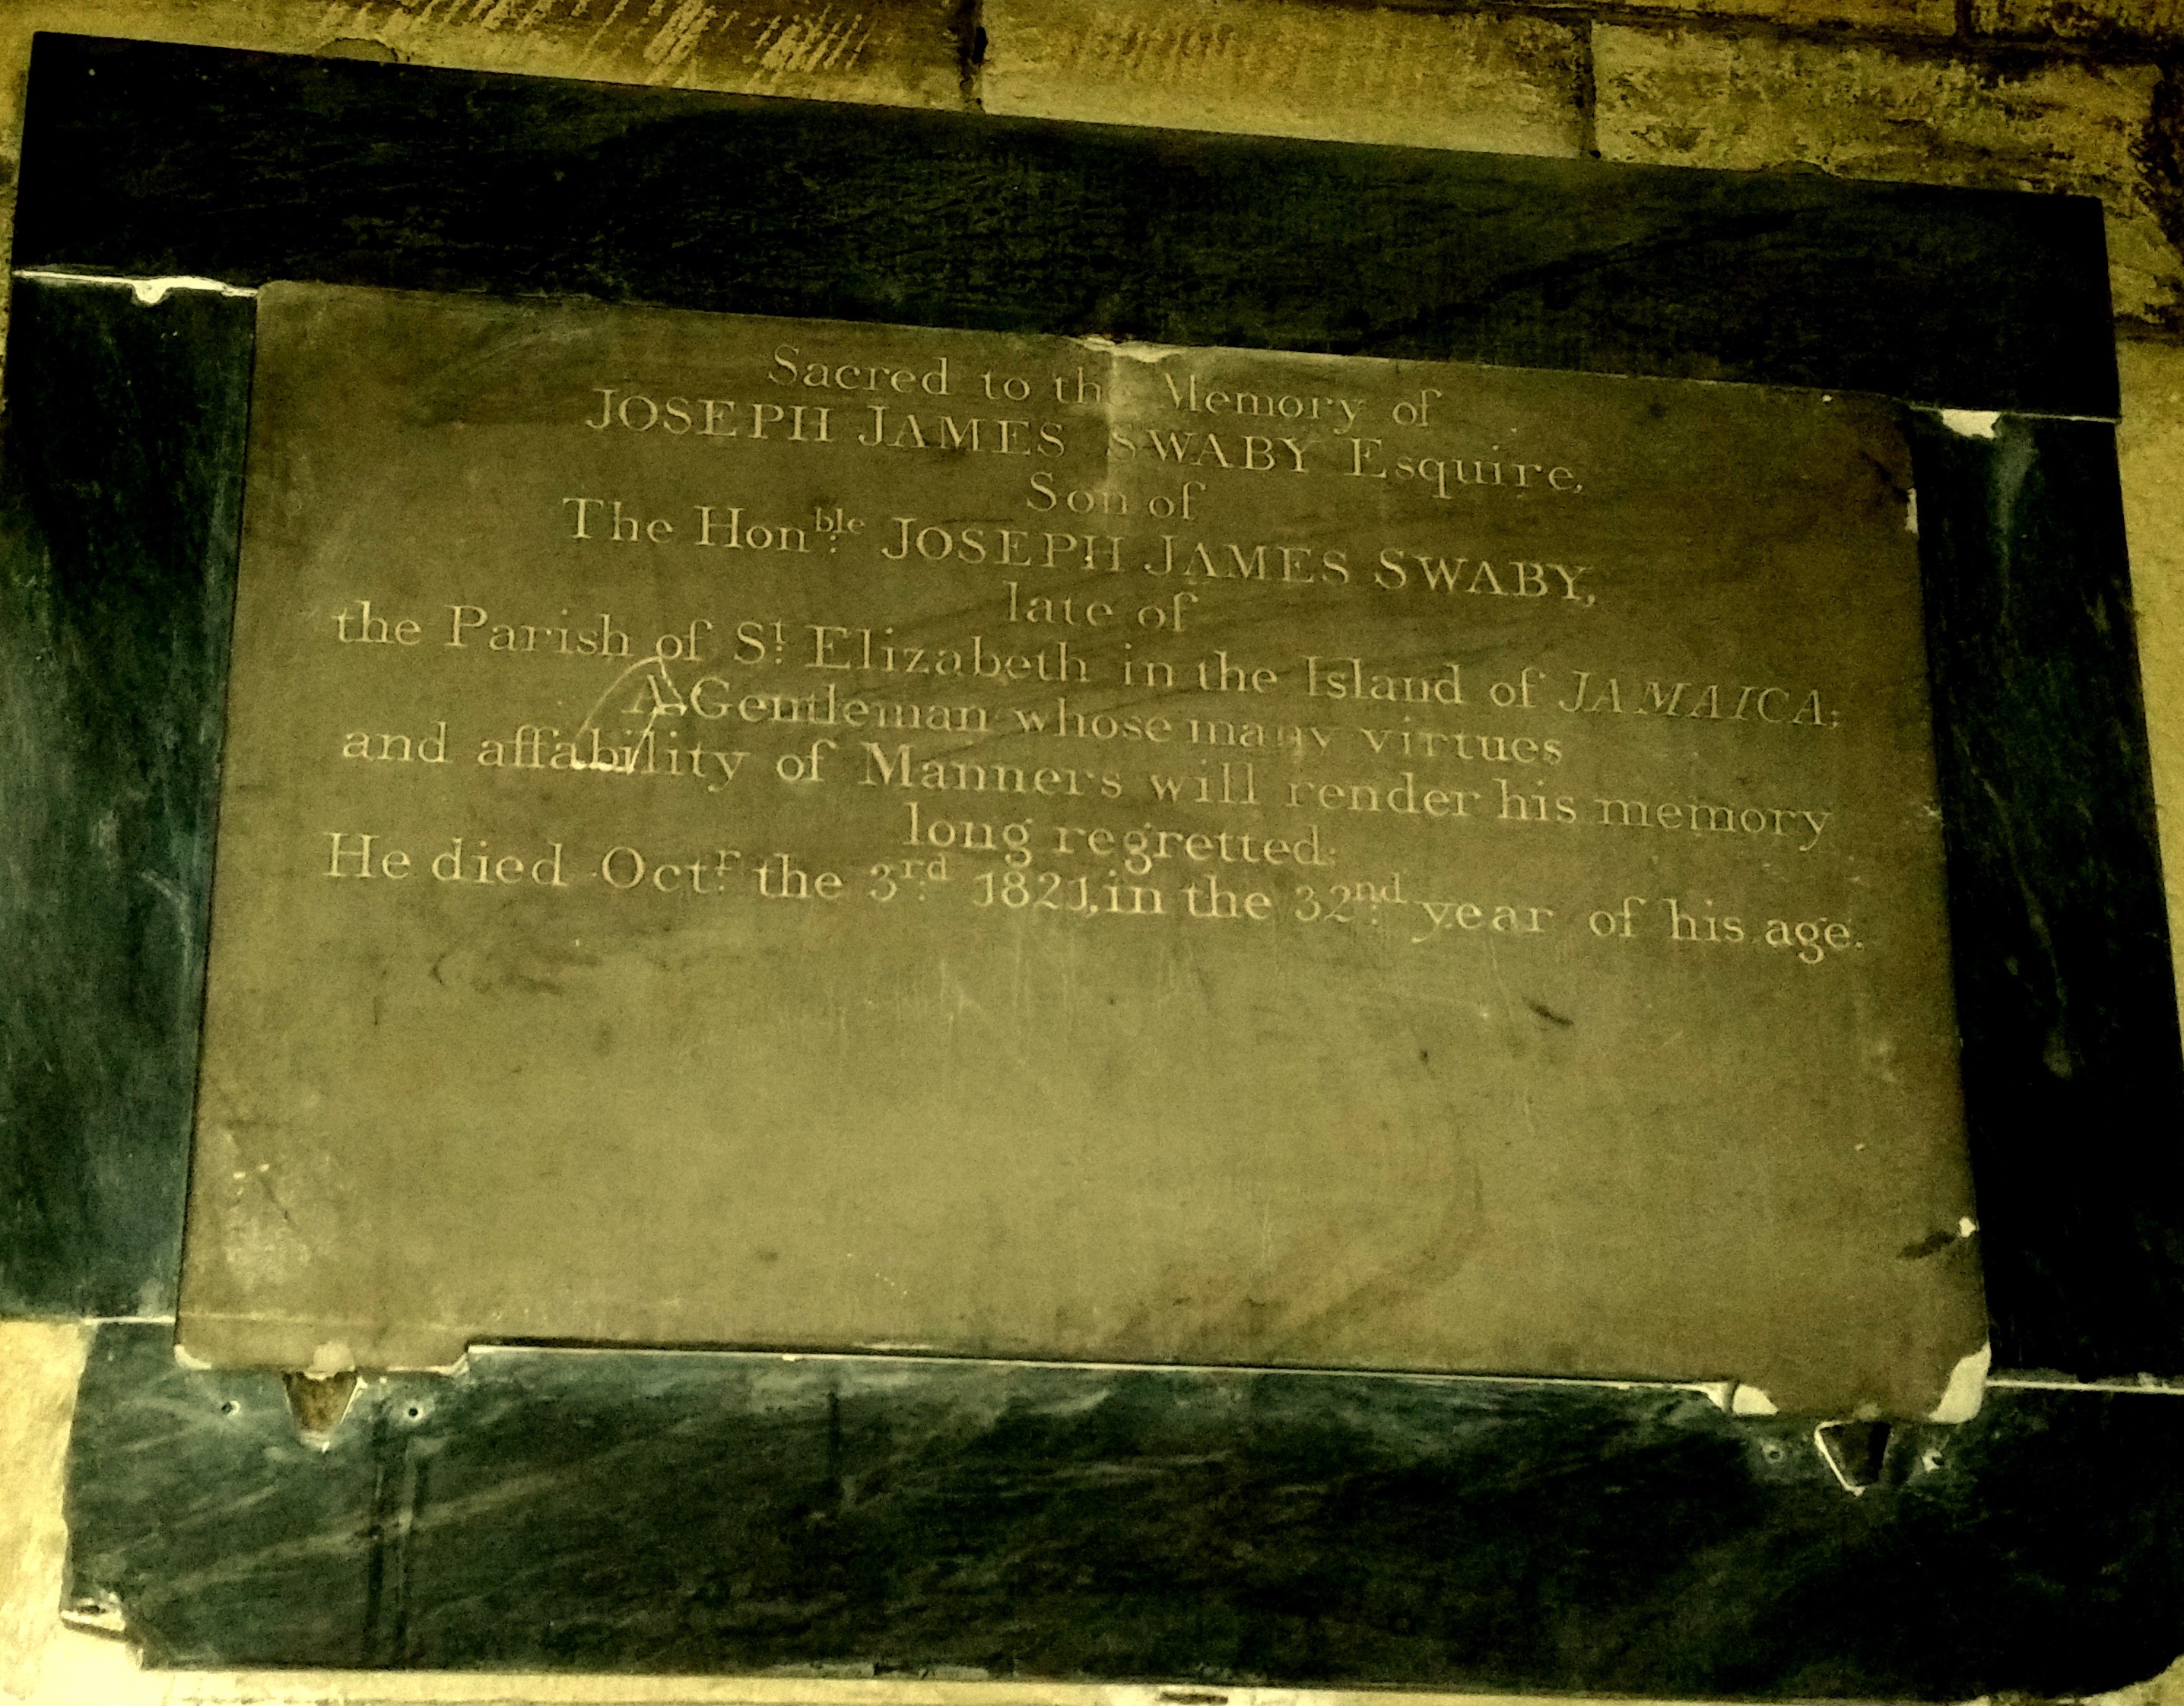 Sacred to the Memory of
JOSEPH JAMES SWABY Esquire,
Son of
The Honble JOSEPH JAMES SWABY,
late of
the Parish of St Elizabeth in the Island of JAMAICA;
A Gentleman whose many virtues
and affability of Manners will render his memory
long regretted:
He died Octr the 3rd 1821, in the 32nd year of his age.